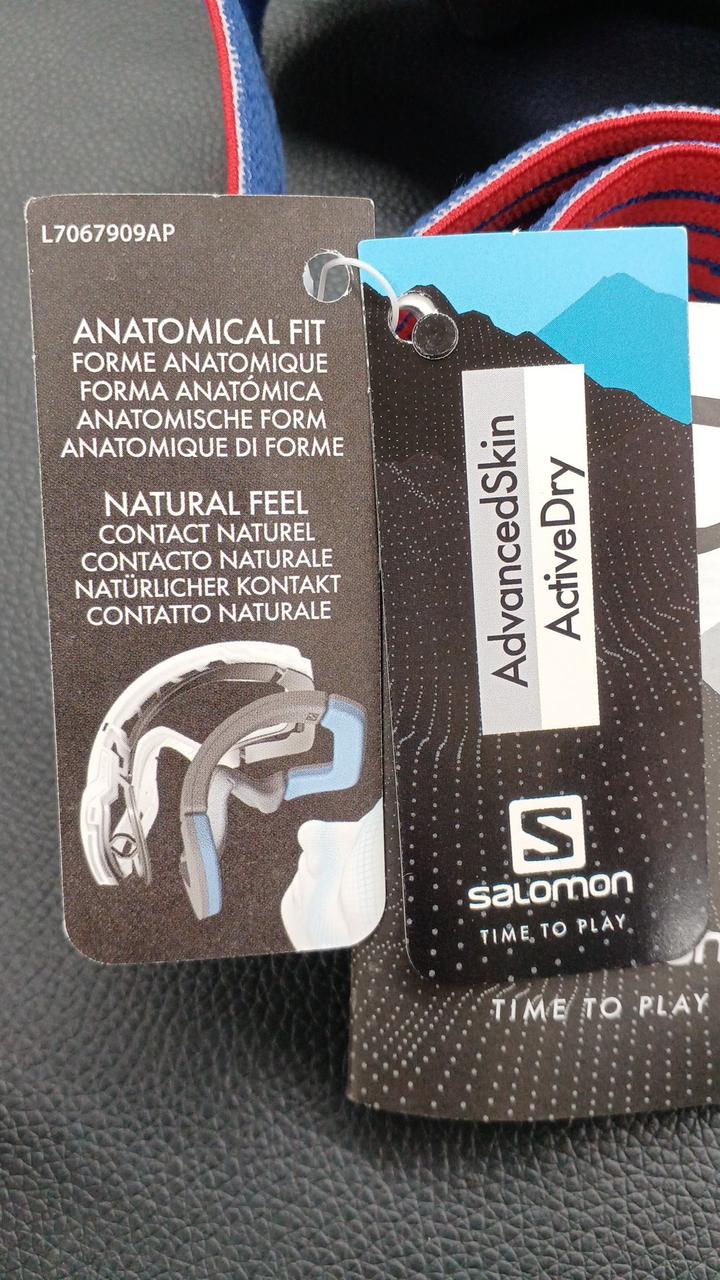 L7067909AP
ANATOMICAL FIT
FORME ANATOMIQUE
FORMA ANATÓMICA
ANATOMISCHE FORM
ANATOMIQUE DI FORME
NATURAL FEEL
CONTACT NATUREL
CONTACTO NATURALE
NATÜRLICHER KONTAKT
CONTATTO NATURALE
AdvancedSkin
ActiveDry
salomon
TIME TO PLAY
TIME TO PLAY